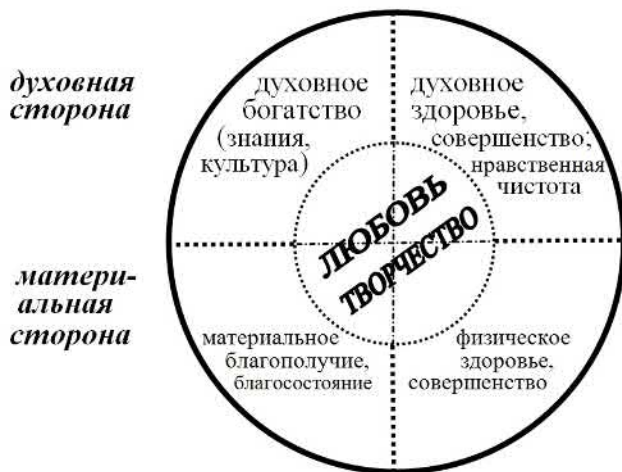 духовная
сторона
духовное
богатство
(знания,
культура)
духовное
здоровье,
совершенство;
нравственная
чистота
ЛЮБОВЬ
ТВОРЧЕСТВО
матери-
альная
сторона
материальное
благополучие,
благосостояние
физическое
здоровье,
совершенство